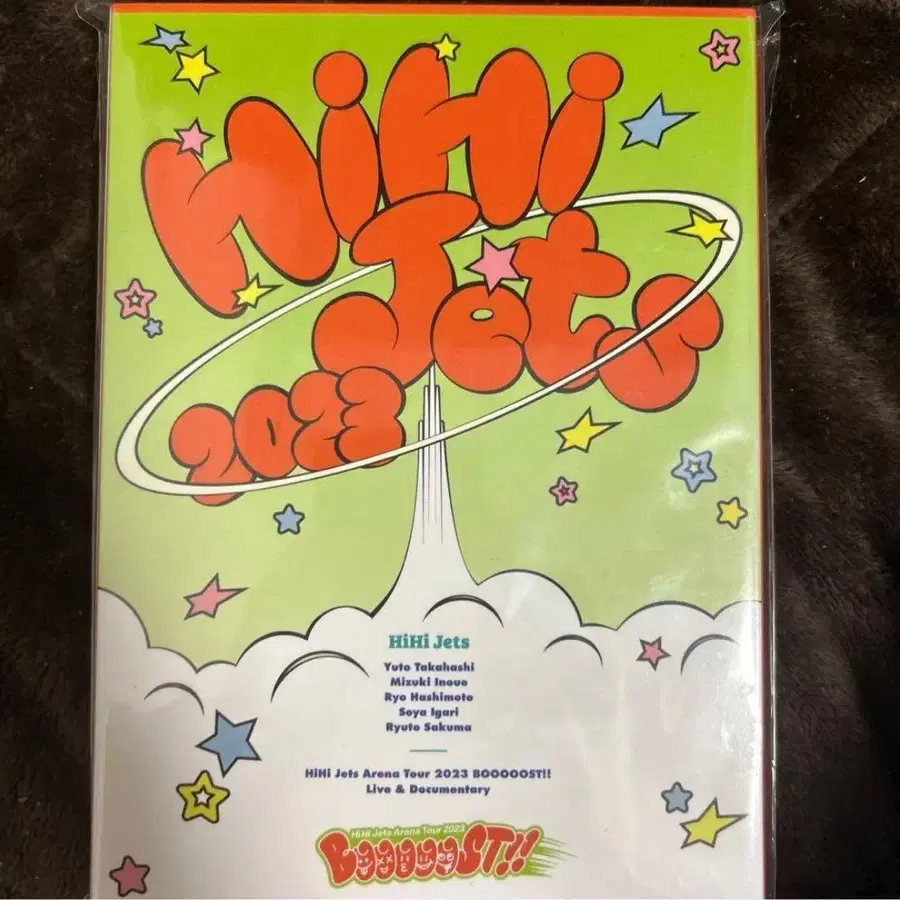 HiHi
Jets
2023
HiHi Jets
Yuto Takahashi
Mizuki Inoue
Ryo Hashimoto
Soya Igari
Ryuto Sakuma
HiHi Jets Arena Tour 2023 BOOOOOST!!
Live & Documentary
HiHi Jets Arena Tour 2023
BOOOOOST!!